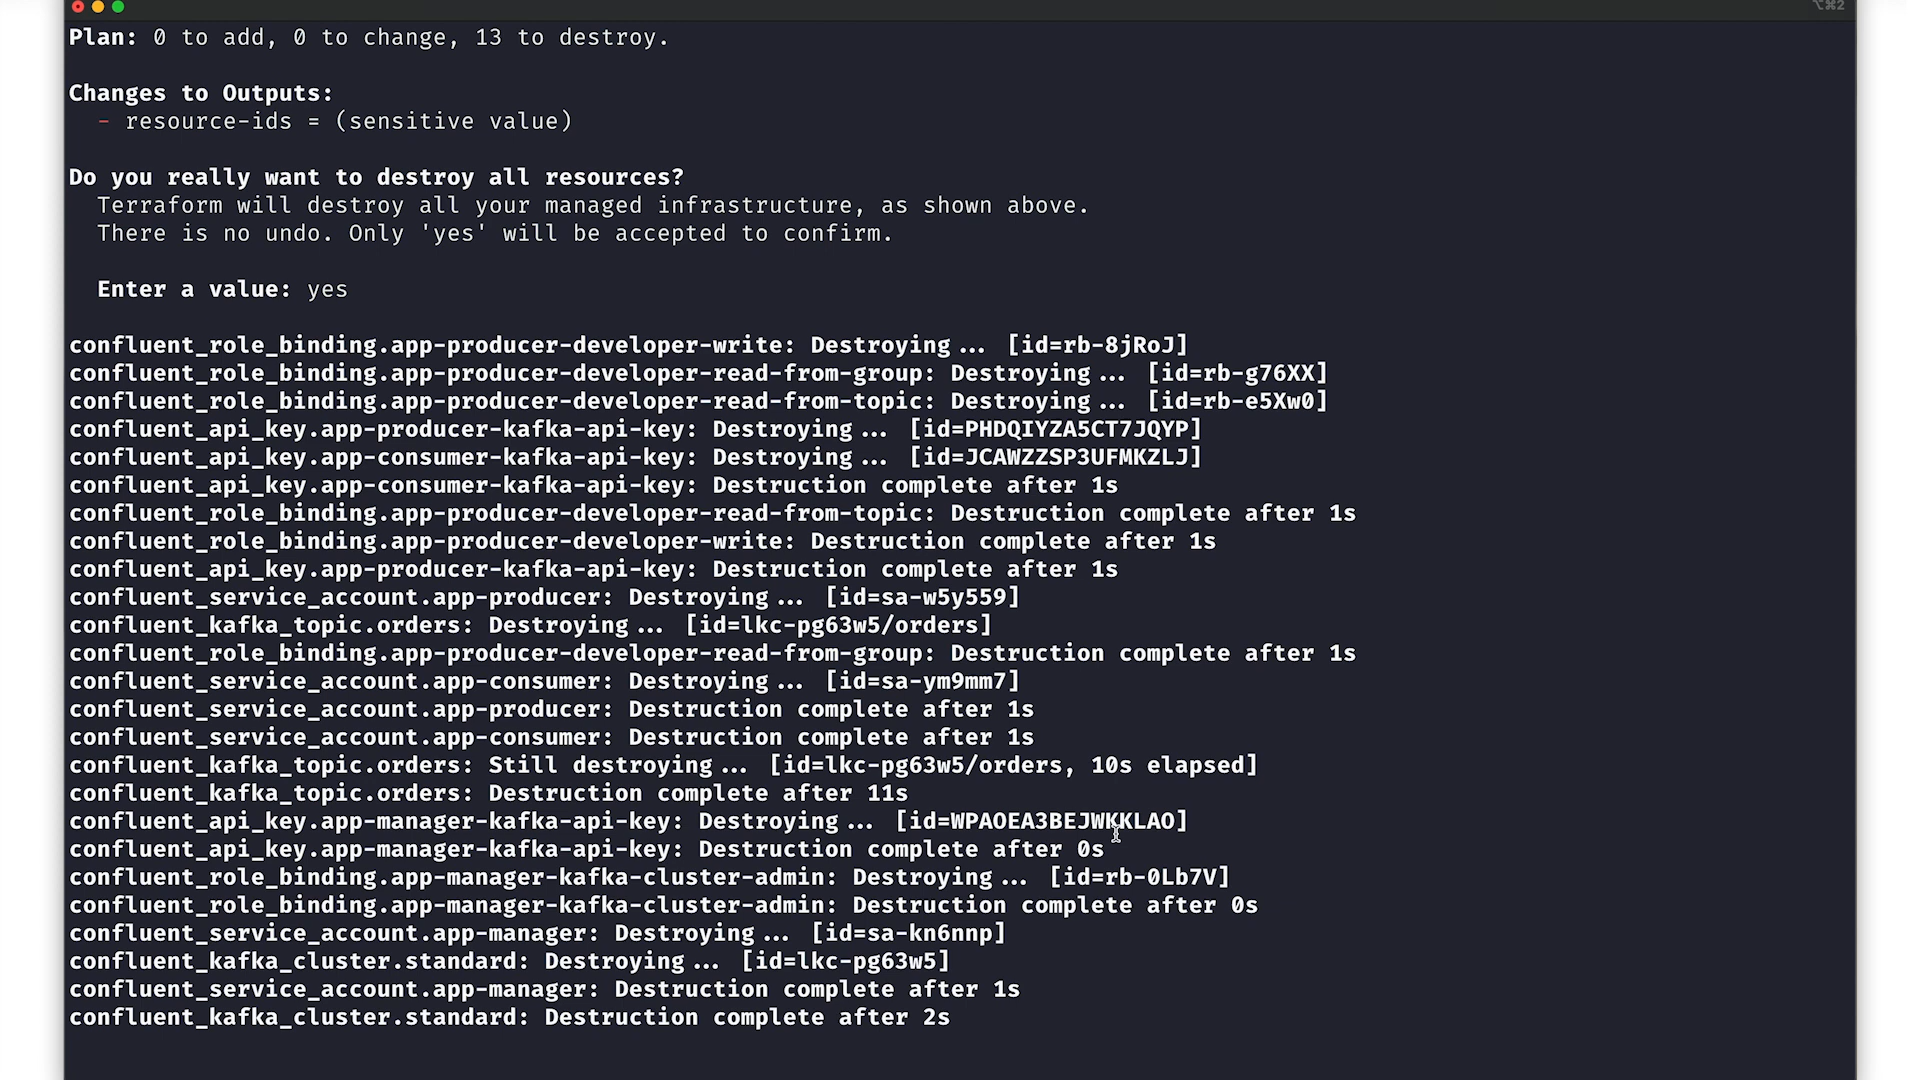 ⌥⌘2
Plan: 0 to add, 0 to change, 13 to destroy.
Changes to Outputs:
- resource-ids = (sensitive value)
Do you really want to destroy all resources?
Terraform will destroy all your managed infrastructure, as shown above.
There is no undo. Only 'yes' will be accepted to confirm.
Enter a value: yes
confluent_role_binding.app-producer-developer-write: Destroying... [id=rb-8jRoJ]
confluent_role_binding.app-producer-developer-read-from-group: Destroying... [id=rb-g76XX]
confluent_role_binding.app-producer-developer-read-from-topic: Destroying... [id=rb-e5Xw0]
confluent_api_key.app-producer-kafka-api-key: Destroying... [id=PHDQIYZA5CT7JQYP]
confluent_api_key.app-consumer-kafka-api-key: Destroying... [id=JCAWZZSP3UFMKZLJ]
confluent_api_key.app-consumer-kafka-api-key: Destruction complete after 1s
confluent_role_binding.app-producer-developer-read-from-topic: Destruction complete after 1s
confluent_role_binding.app-producer-developer-write: Destruction complete after 1s
confluent_api_key.app-producer-kafka-api-key: Destruction complete after 1s
confluent_service_account.app-producer: Destroying... [id=sa-w5y559]
confluent_kafka_topic.orders: Destroying... [id=lkc-pg63w5/orders]
confluent_role_binding.app-producer-developer-read-from-group: Destruction complete after 1s
confluent_service_account.app-consumer: Destroying... [id=sa-ym9mm7]
confluent_service_account.app-producer: Destruction complete after 1s
confluent_service_account.app-consumer: Destruction complete after 1s
confluent_kafka_topic.orders: Still destroying... [id=lkc-pg63w5/orders, 10s elapsed]
confluent_kafka_topic.orders: Destruction complete after 11s
confluent_api_key.app-manager-kafka-api-key: Destroying... [id=WPAOEA3BEJWKKLAO]
confluent_api_key.app-manager-kafka-api-key: Destruction complete after 0s
confluent_role_binding.app-manager-kafka-cluster-admin: Destroying... [id=rb-0Lb7V]
confluent_role_binding.app-manager-kafka-cluster-admin: Destruction complete after 0s
confluent_service_account.app-manager: Destroying... [id=sa-kn6nnp]
confluent_kafka_cluster.standard: Destroying... [id=lkc-pg63w5]
confluent_service_account.app-manager: Destruction complete after 1s
confluent_kafka_cluster.standard: Destruction complete after 2s